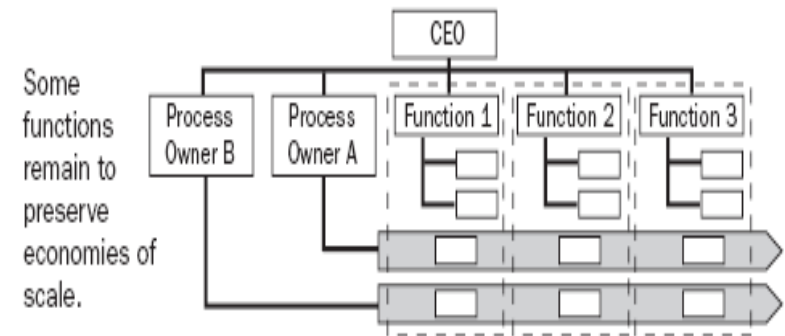 CEO
Some
functions
remain to
preserve
economies of
scale.
Process
Owner B
Process
Owner A
Function 1
Function 2
Function 3